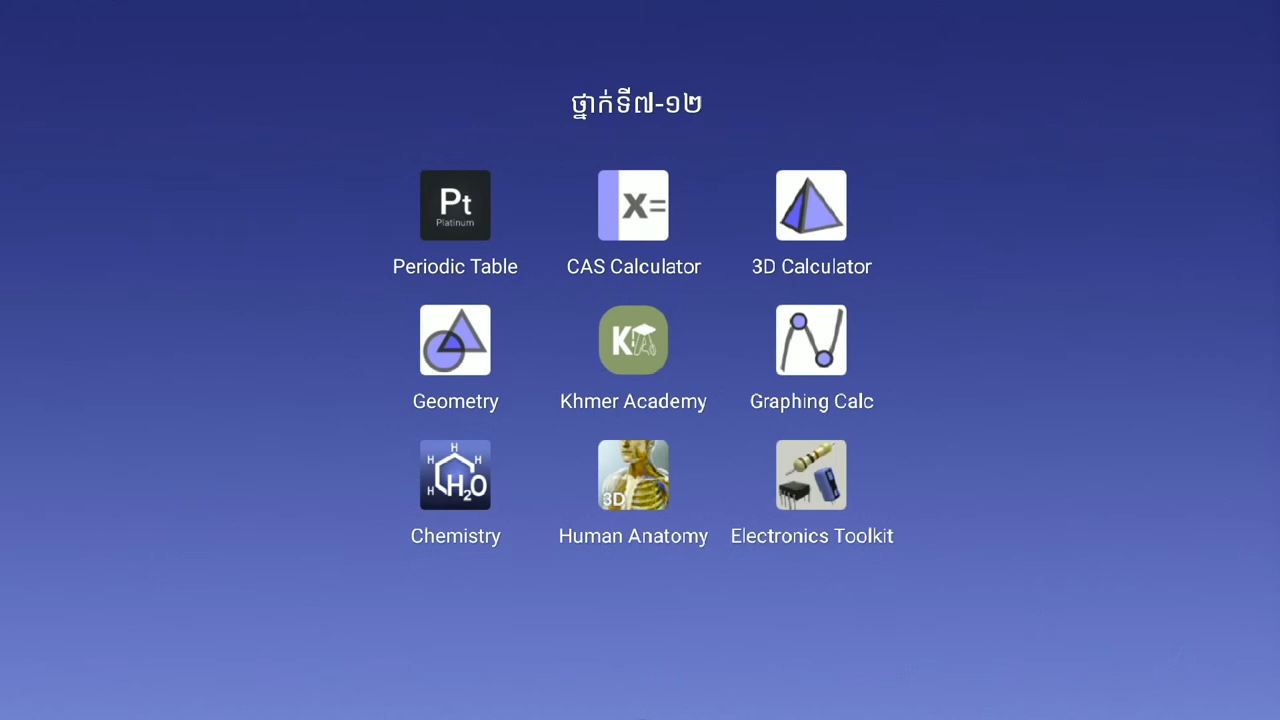 ថ្នាក់ទី៧-១២
Pt
Platinum
X=
Periodic Table
CAS Calculator
3D Calculator
KA
Geometry
Khmer Academy
Graphing Calc
H
H
H
H
H₂O
3D
Chemistry
Human Anatomy
Electronics Toolkit